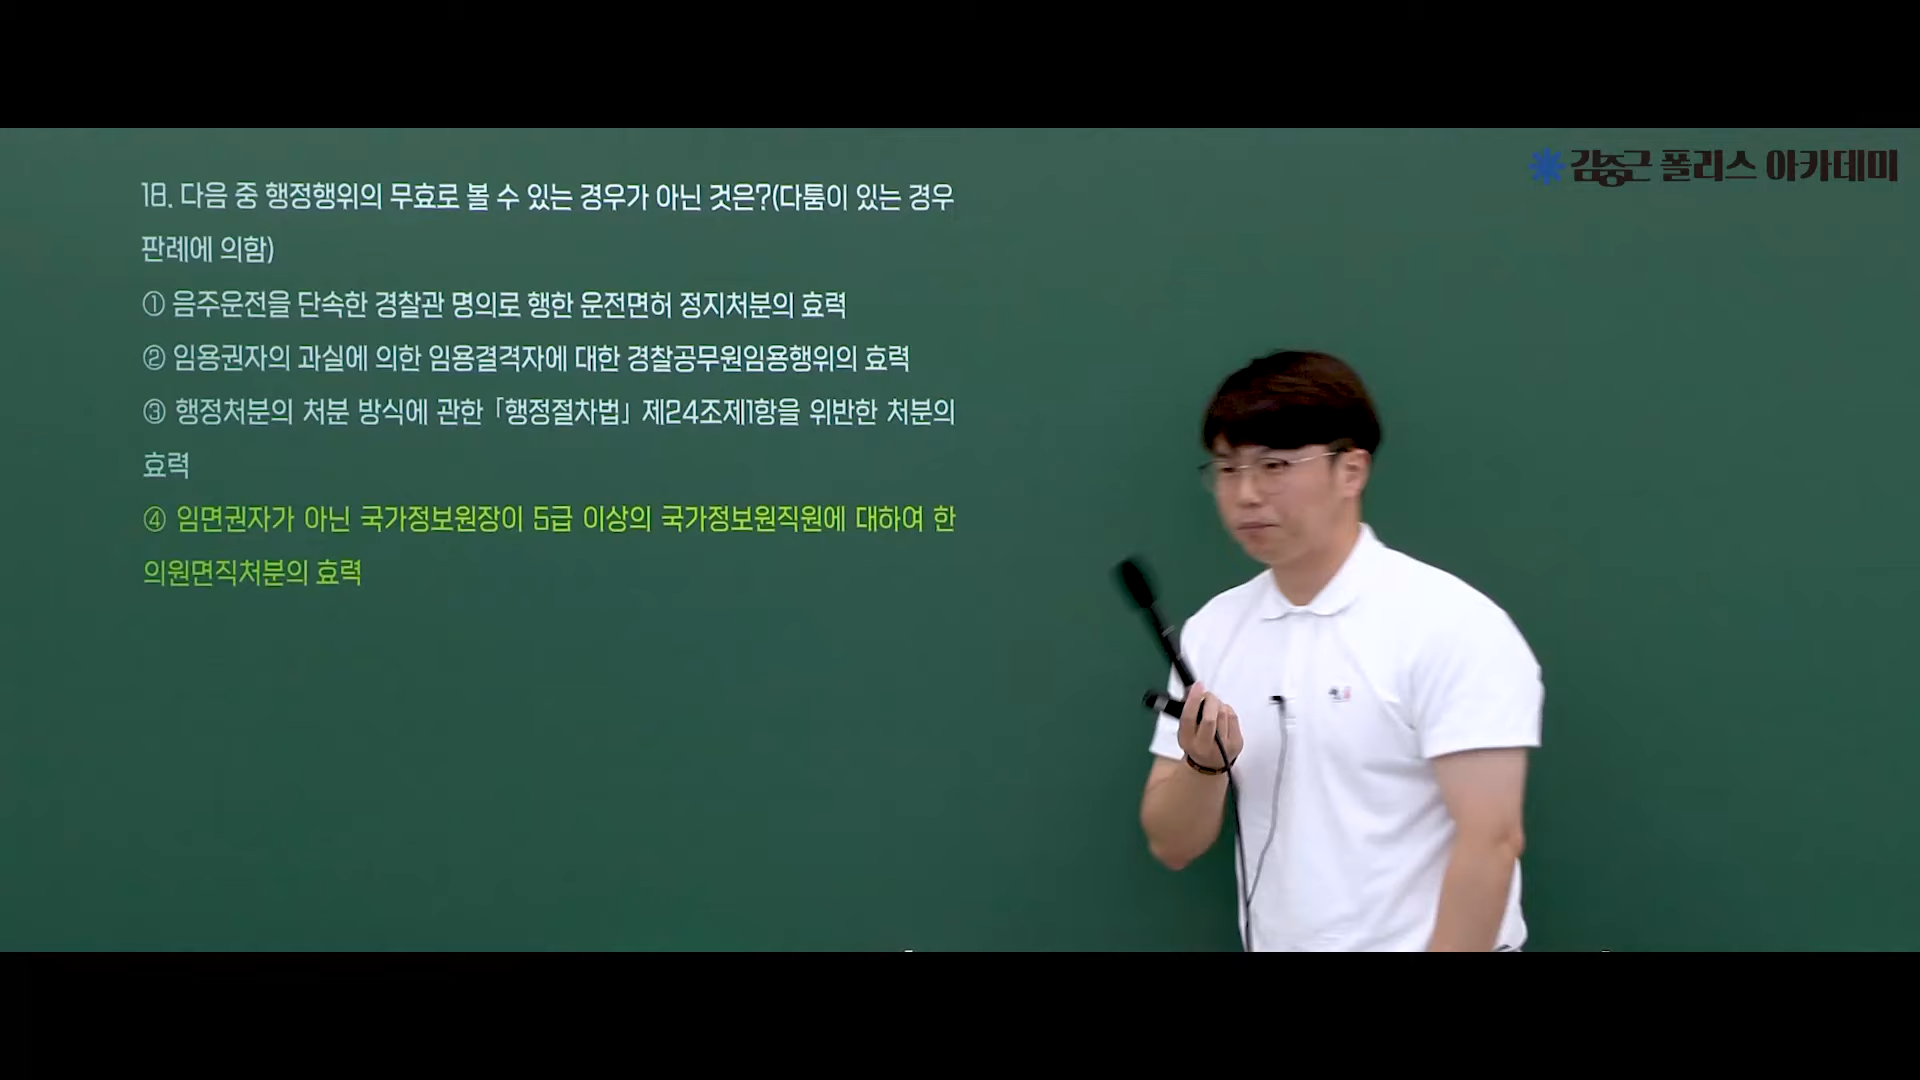 김중근 폴리스 아카데미
18. 다음 중 행정행위의 무효로 볼 수 있는 경우가 아닌 것은?(다툼이 있는 경우
판례에 의함)
① 음주운전을 단속한 경찰관 명의로 행한 운전면허 정지처분의 효력
② 임용권자의 과실에 의한 임용결격자에 대한 경찰공무원임용행위의 효력
③ 행정처분의 처분 방식에 관한 「행정절차법」 제24조제1항을 위반한 처분의
효력
④ 임면권자가 아닌 국가정보원장이 5급 이상의 국가정보원직원에 대하여 한
의원면직처분의 효력